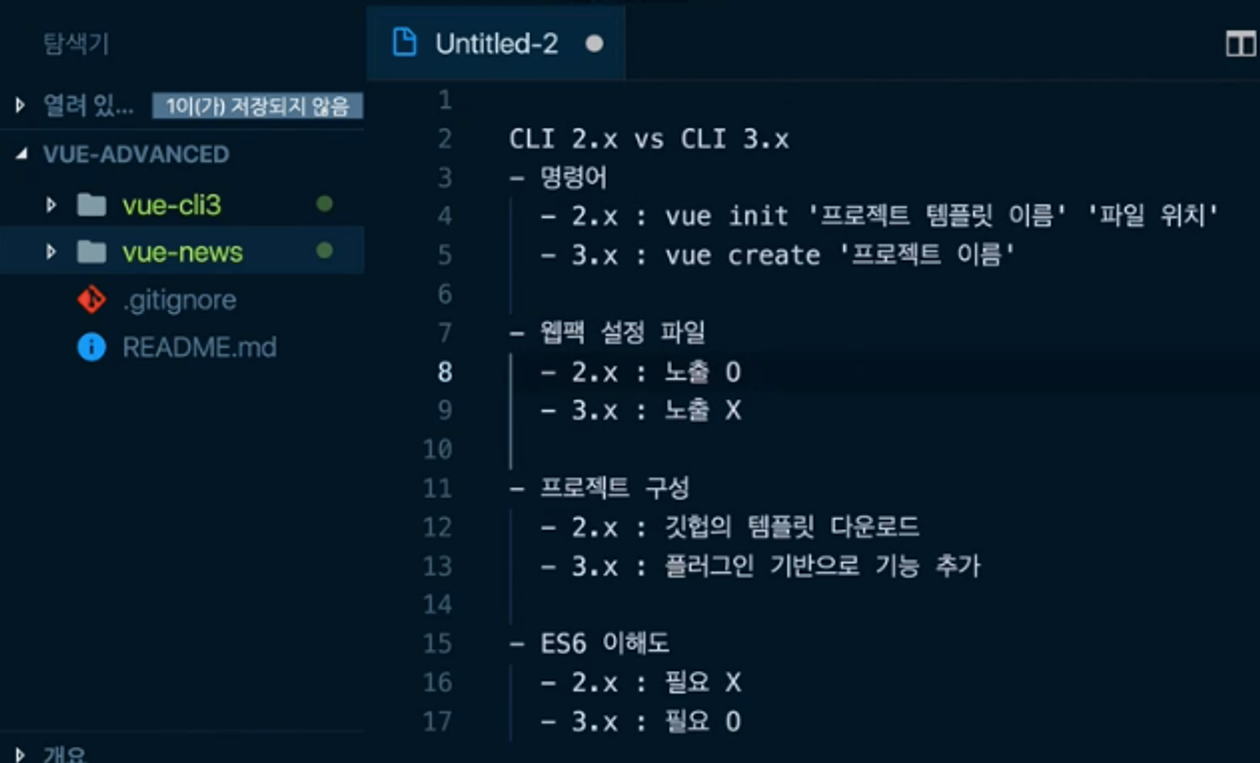 탐색기
열려 있... 1이(가) 저장되지 않음
VUE-ADVANCED
vue-cli3
vue-news
.gitignore
README.md
개요
Untitled-2
1
2 CLI 2.x vs CLI 3.x
3 - 명령어
4 - 2.x : vue init '프로젝트 템플릿 이름' '파일 위치'
5 - 3.x : vue create '프로젝트 이름'
6
7 - 웹팩 설정 파일
8 - 2.x : 노출 O
9 - 3.x : 노출 X
10
11 - 프로젝트 구성
12 - 2.x : 깃헙의 템플릿 다운로드
13 - 3.x : 플러그인 기반으로 기능 추가
14
15 - ES6 이해도
16 - 2.x : 필요 X
17 - 3.x : 필요 O